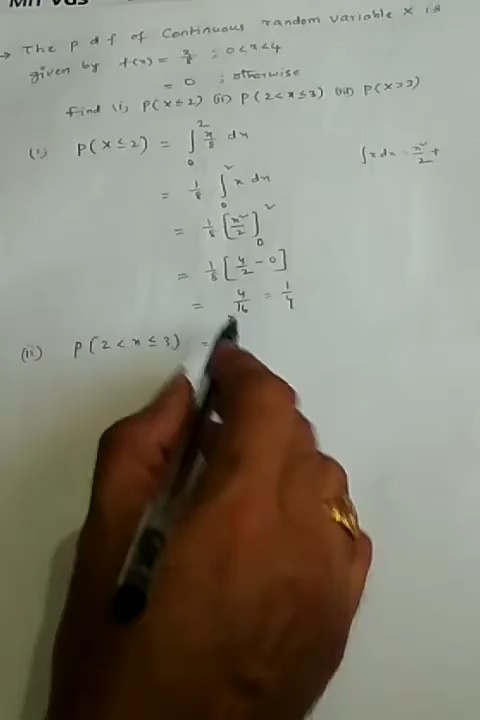 → The p d f of Continuous random variable X is
given by f(x) = x/8 ; 0<x<4
= 0 ; otherwise
Find (i) P(x≤2) (ii) P(2<x≤3) (iii) P(x>3)
(i) P(x≤2) = ∫₀² x/8 dx
∫x dx = x²/2 +
= 1/8 ∫₀² x dx
= 1/8 [x²/2]₀²
= 1/8 [4/2 - 0]
= 4/16 = 1/4
(ii) P(2<x≤3) =